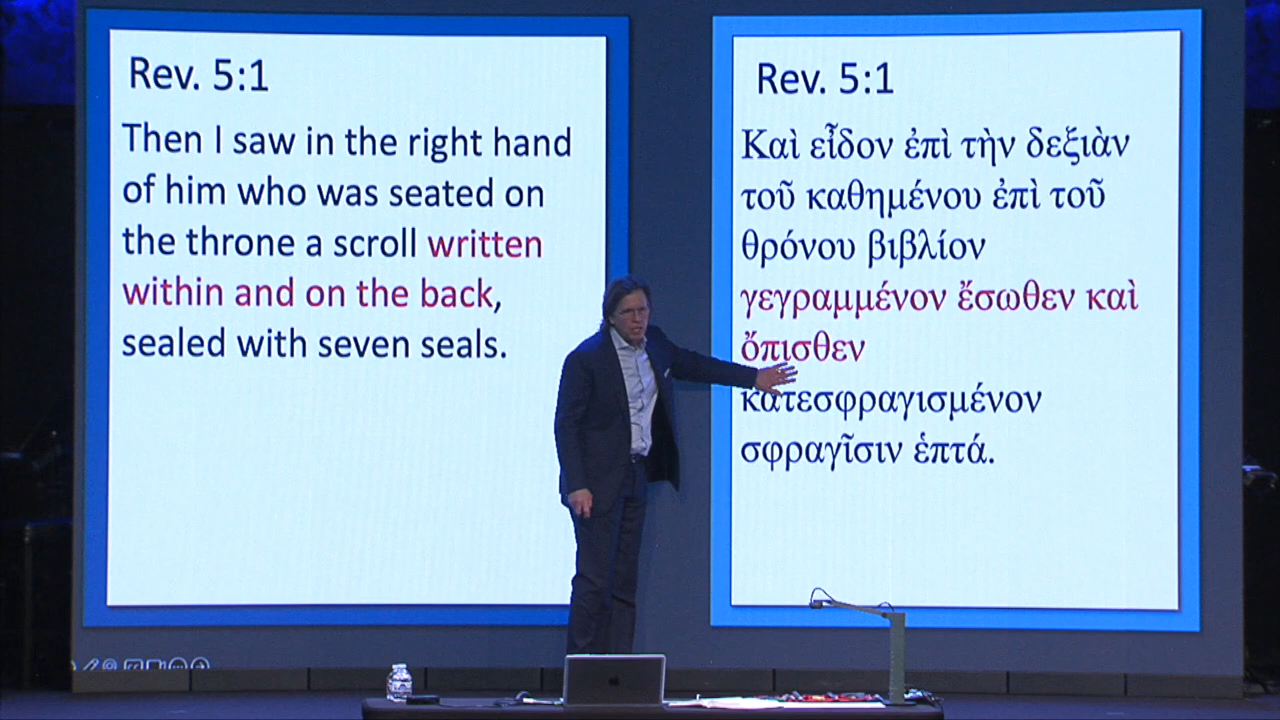 Rev. 5:1
Then I saw in the right hand
of him who was seated on
the throne a scroll written
within and on the back,
sealed with seven seals.
Rev. 5:1
Καὶ εἶδον ἐπὶ τὴν δεξιὰν
τοῦ καθημένου ἐπὶ τοῦ
θρόνου βιβλίον
γεγραμμένον ἔσωθεν καὶ
ὄπισθεν
κατεσφραγισμένον
σφραγῖσιν ἑπτά.